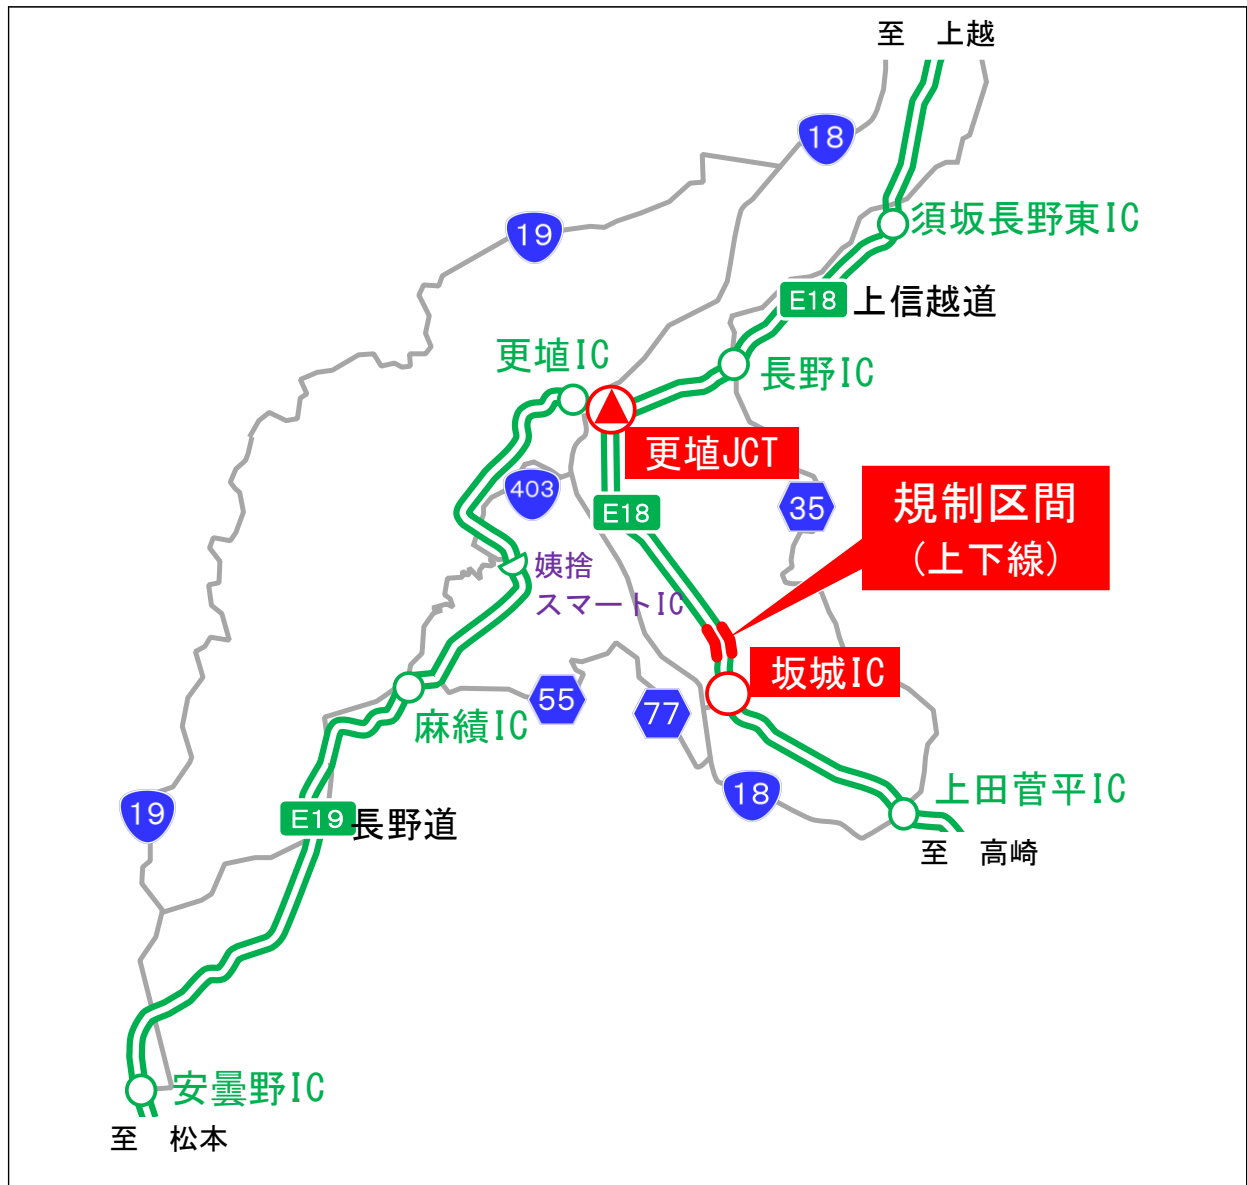 至　上越
18
19
須坂長野東IC
E18
上信越道
更埴IC
長野IC
更埴JCT
403
E18
35
規制区間
(上下線)
姨捨
スマートIC
坂城IC
55
77
麻績IC
18
上田菅平IC
19
E19
長野道
至　高崎
安曇野IC
至　松本